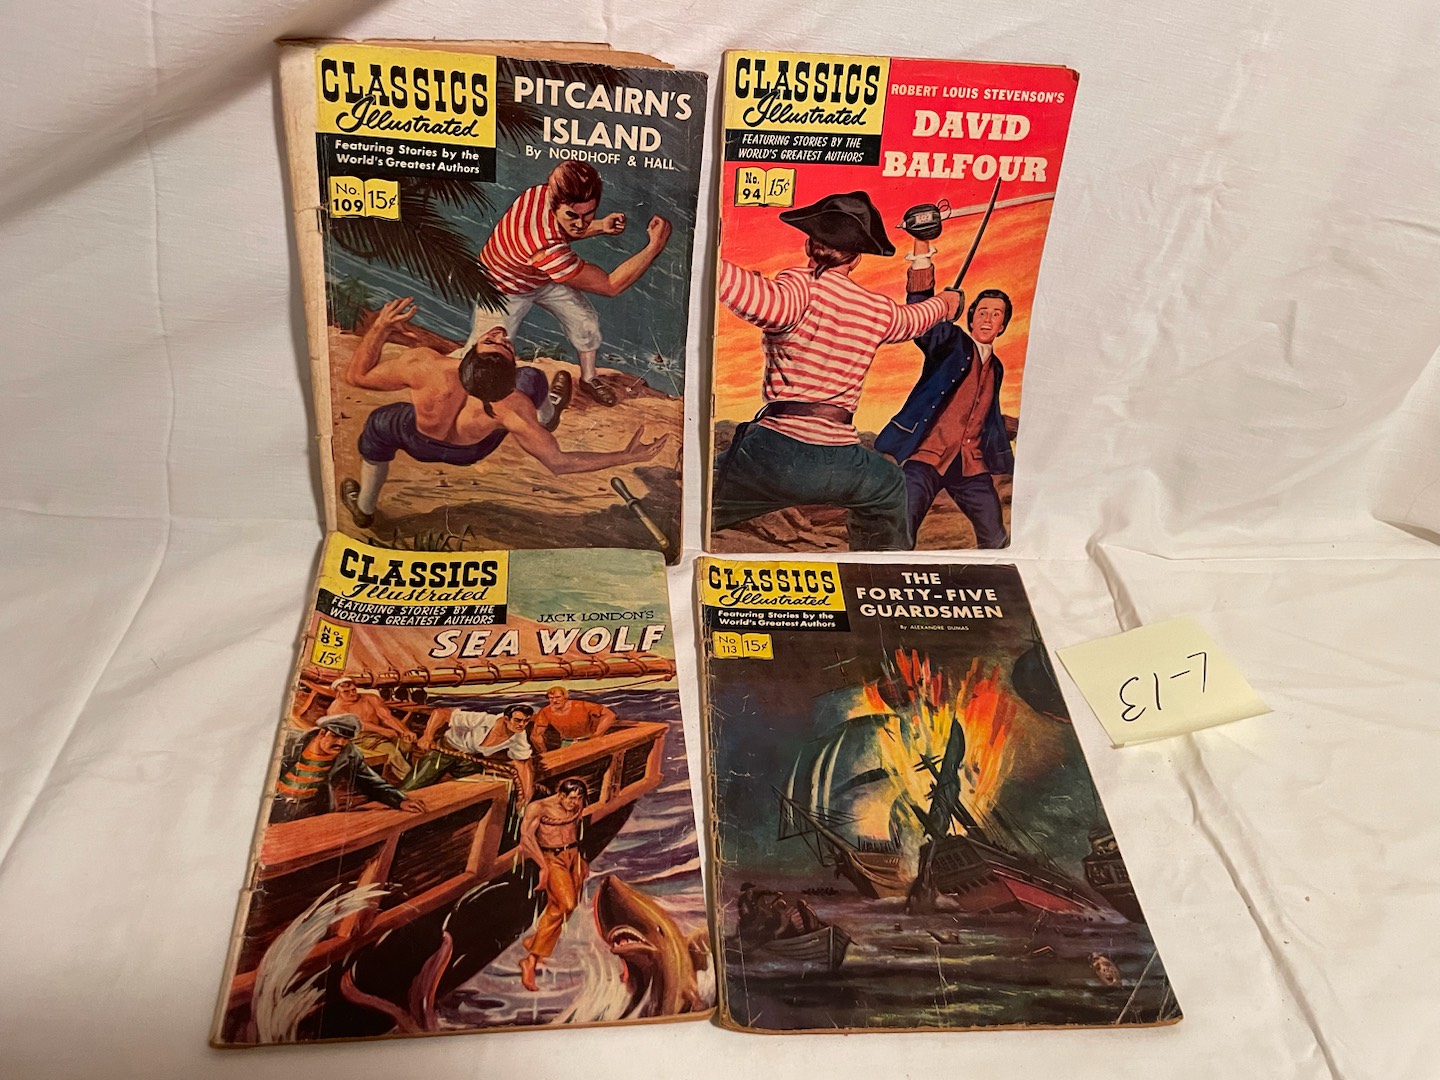 CLASSICS
Illustrated
Featuring Stories by the
World's Greatest Authors
No.
109
15¢
PITCAIRN'S
ISLAND
By NORDHOFF & HALL
CLASSICS
Illustrated
FEATURING STORIES BY THE
WORLD'S GREATEST AUTHORS
No.
94
15¢
ROBERT LOUIS STEVENSON'S
DAVID
BALFOUR
CLASSICS
Illustrated
FEATURING STORIES BY THE
WORLD'S GREATEST AUTHORS
No.
85
15¢
JACK LONDON'S
SEA WOLF
CLASSICS
Illustrated
Featuring Stories by the
World's Greatest Authors
No.
113
15¢
THE
FORTY-FIVE
GUARDSMEN
By ALEXANDRE DUMAS
L-13